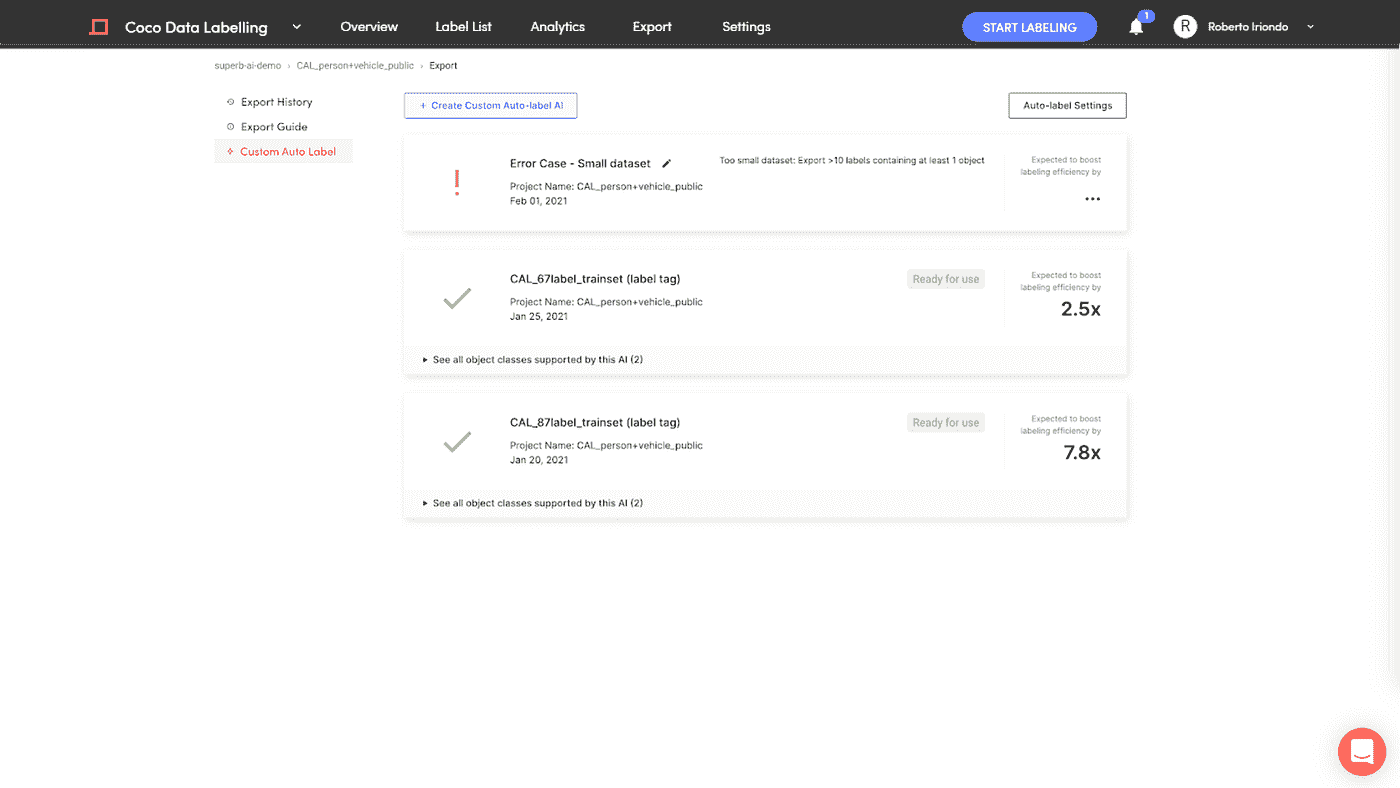 Coco Data Labelling
Overview
Label List
Analytics
Export
Settings
START LABELING
1
R
Roberto Iriondo
superb-ai-demo › CAL_person+vehicle_public › Export
Export History
Export Guide
Custom Auto Label
+ Create Custom Auto-label AI
Auto-label Settings
Error Case - Small dataset
Project Name: CAL_person+vehicle_public
Feb 01, 2021
Too small dataset: Export >10 labels containing at least 1 object
Expected to boost
labeling efficiency by
...
CAL_67label_trainset (label tag)
Project Name: CAL_person+vehicle_public
Jan 25, 2021
Ready for use
Expected to boost
labeling efficiency by
2.5x
See all object classes supported by this AI (2)
CAL_87label_trainset (label tag)
Project Name: CAL_person+vehicle_public
Jan 20, 2021
Ready for use
Expected to boost
labeling efficiency by
7.8x
See all object classes supported by this AI (2)